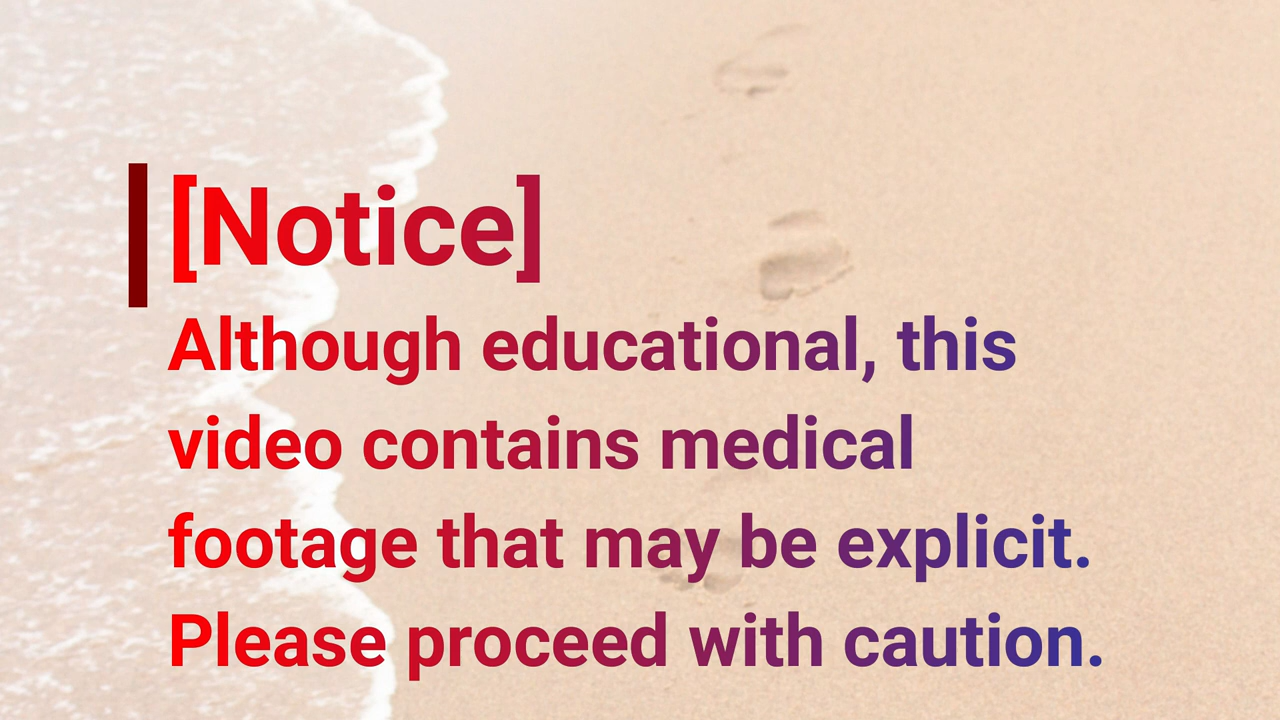 [Notice]
Although educational, this
video contains medical
footage that may be explicit.
Please proceed with caution.